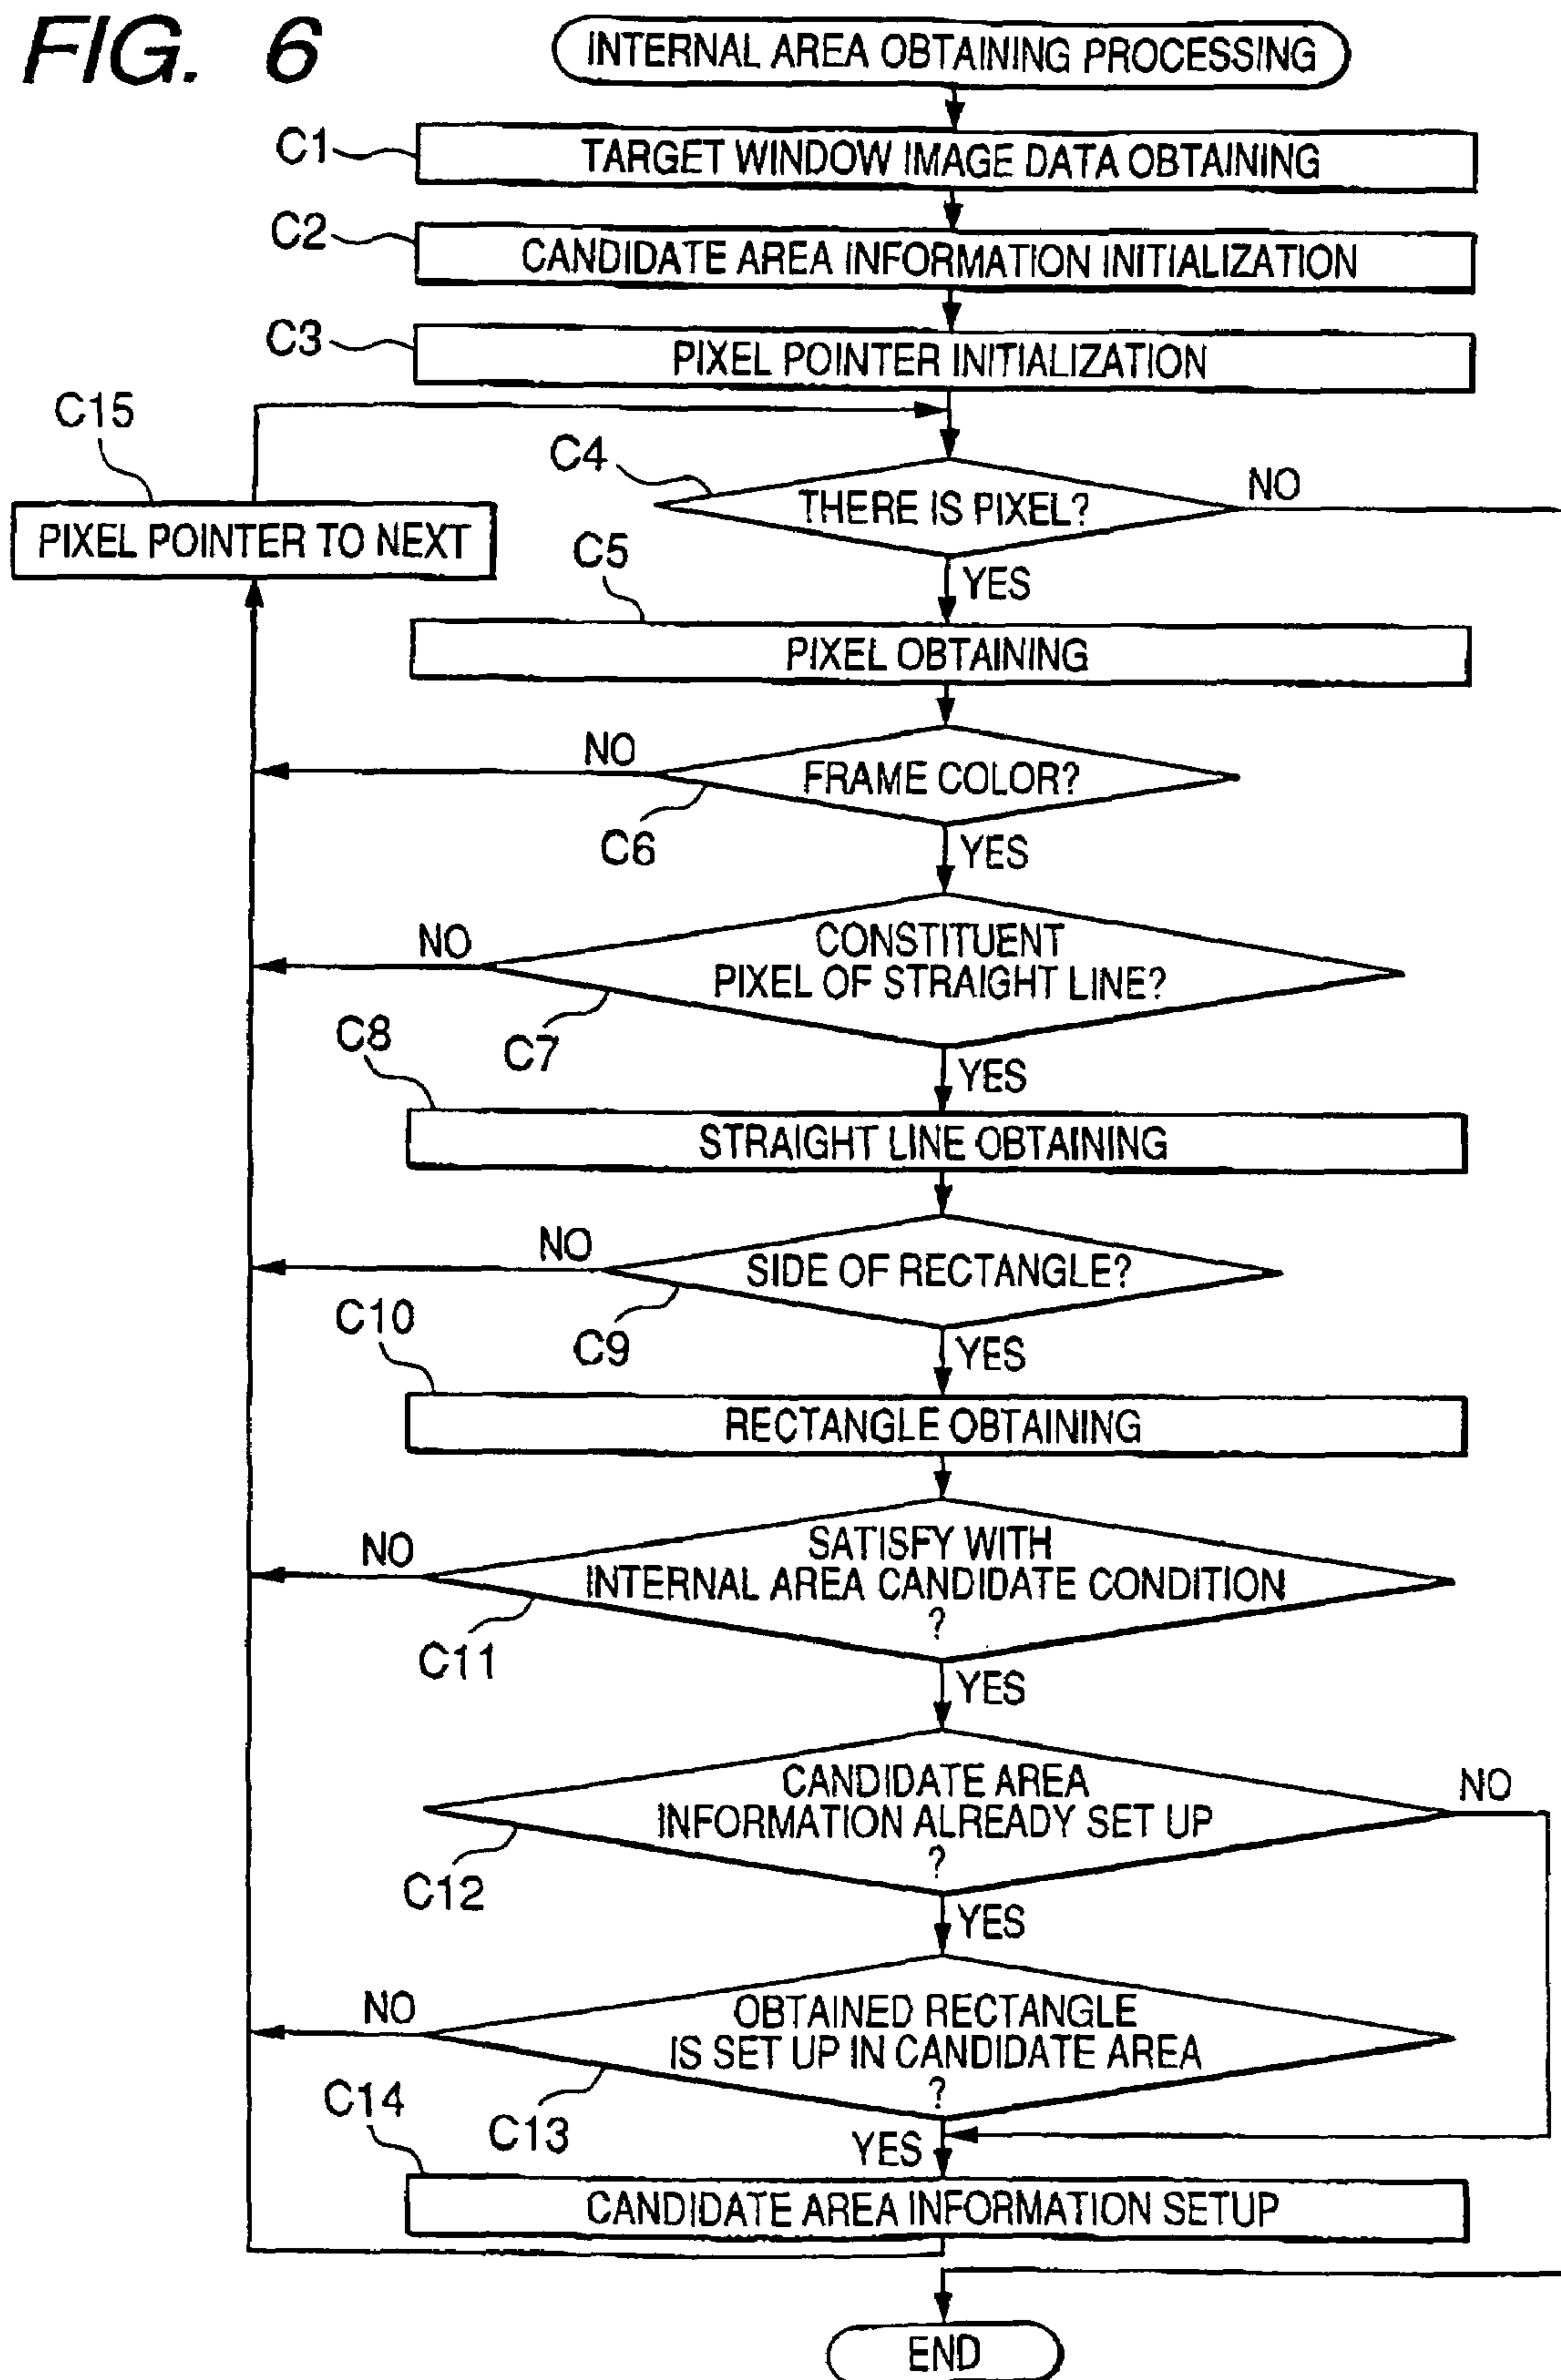 FIG. 6
INTERNAL AREA OBTAINING PROCESSING
C1
TARGET WINDOW IMAGE DATA OBTAINING
C2
CANDIDATE AREA INFORMATION INITIALIZATION
C3
PIXEL POINTER INITIALIZATION
C15
PIXEL POINTER TO NEXT
C4
THERE IS PIXEL?
NO
YES
C5
PIXEL OBTAINING
NO
FRAME COLOR?
C6
YES
NO
CONSTITUENT
PIXEL OF STRAIGHT LINE?
C7
YES
C8
STRAIGHT LINE OBTAINING
NO
SIDE OF RECTANGLE?
C9
YES
C10
RECTANGLE OBTAINING
NO
SATISFY WITH
INTERNAL AREA CANDIDATE CONDITION
?
C11
YES
CANDIDATE AREA
INFORMATION ALREADY SET UP
?
NO
C12
YES
NO
OBTAINED RECTANGLE
IS SET UP IN CANDIDATE AREA
?
C13
YES
C14
CANDIDATE AREA INFORMATION SETUP
END